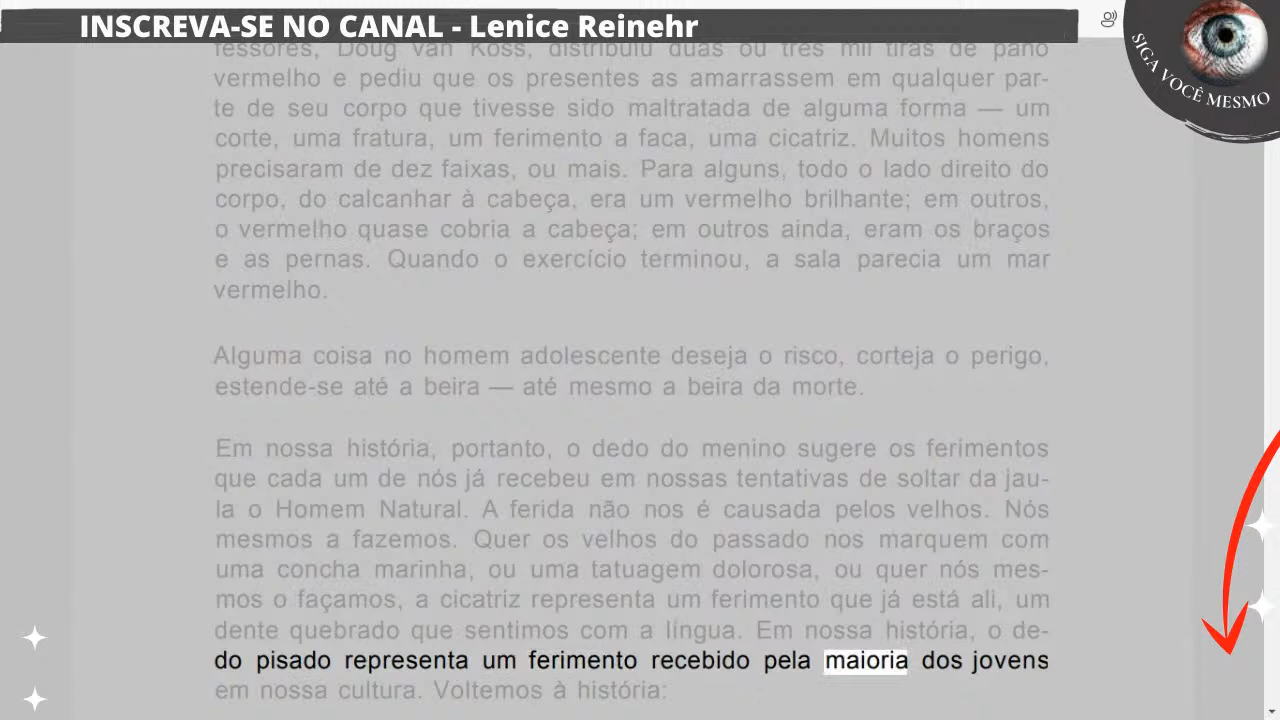 INSCREVA-SE NO CANAL - Lenice Reinehr
SIGA VOCÊ MESMO
fessores, Doug van Koss, distribuiu duas ou três mil tiras de pano
vermelho e pediu que os presentes as amarrassem em qualquer par-
te de seu corpo que tivesse sido maltratada de alguma forma — um
corte, uma fratura, um ferimento a faca, uma cicatriz. Muitos homens
precisaram de dez faixas, ou mais. Para alguns, todo o lado direito do
corpo, do calcanhar à cabeça, era um vermelho brilhante; em outros,
o vermelho quase cobria a cabeça; em outros ainda, eram os braços
e as pernas. Quando o exercício terminou, a sala parecia um mar
vermelho.
Alguma coisa no homem adolescente deseja o risco, corteja o perigo,
estende-se até a beira — até mesmo a beira da morte.
Em nossa história, portanto, o dedo do menino sugere os ferimentos
que cada um de nós já recebeu em nossas tentativas de soltar da jau-
la o Homem Natural. A ferida não nos é causada pelos velhos. Nós
mesmos a fazemos. Quer os velhos do passado nos marquem com
uma concha marinha, ou uma tatuagem dolorosa, ou quer nós mes-
mos o façamos, a cicatriz representa um ferimento que já está ali, um
dente quebrado que sentimos com a língua. Em nossa história, o de-
do pisado representa um ferimento recebido pela maioria dos jovens
em nossa cultura. Voltemos à história: